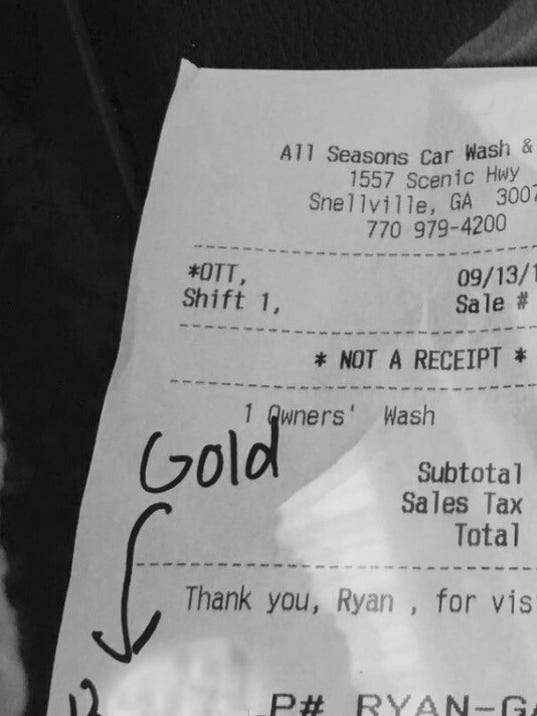 All Seasons Car Wash &
1557 Scenic Hwy
Snellville, GA 3007
770 979-4200
*OTT, 09/13/1
Shift 1, Sale #
* NOT A RECEIPT *
1 Owners' Wash
Gold
Subtotal
Sales Tax
Total
Thank you, Ryan , for vis
P# RYAN-GA